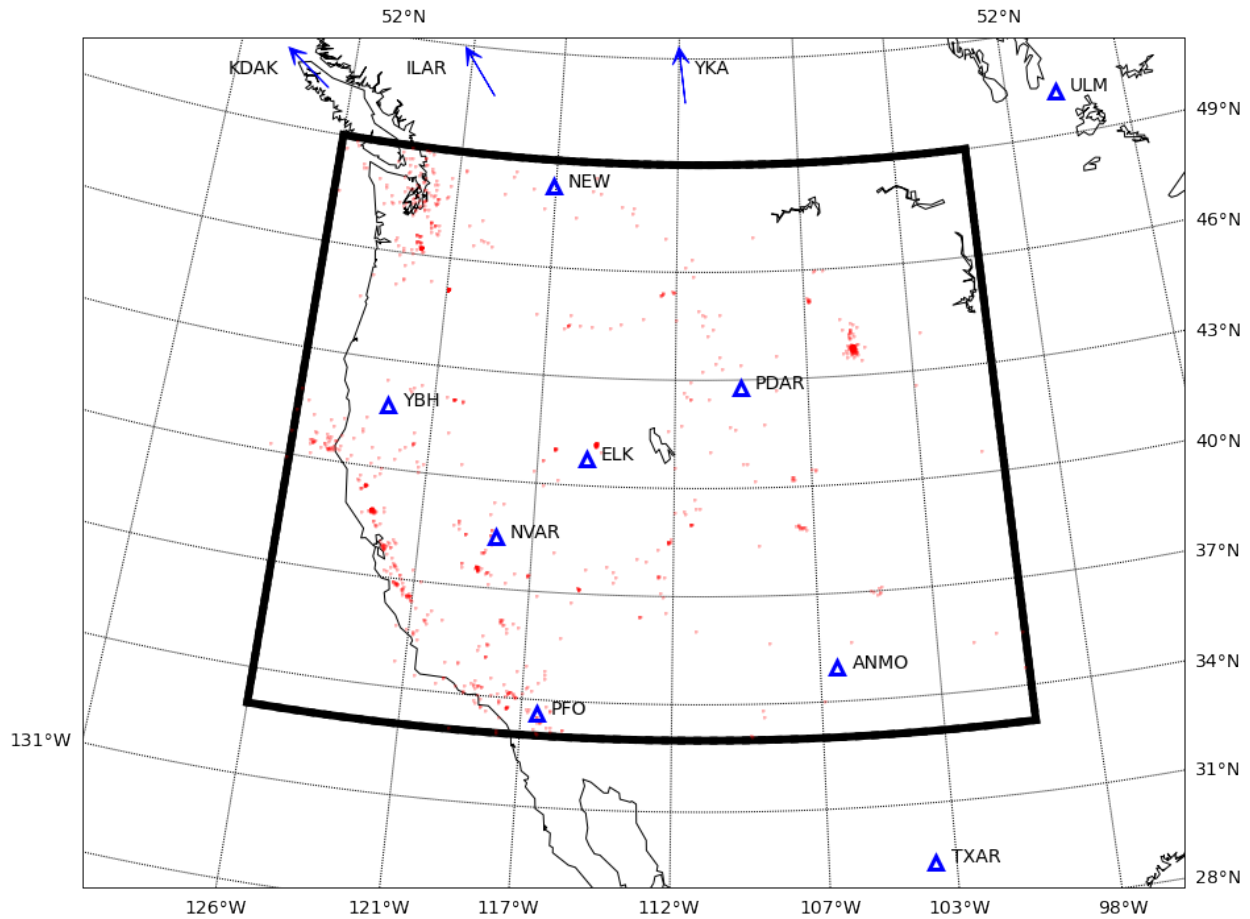 52°N 52°N
KDAK ILAR YKA
ULM
49°N
NEW
46°N
43°N
PDAR
YBH
40°N
ELK
NVAR
37°N
ANMO
34°N
PFO
131°W
31°N
TXAR
28°N
126°W 121°W 117°W 112°W 107°W 103°W 98°W